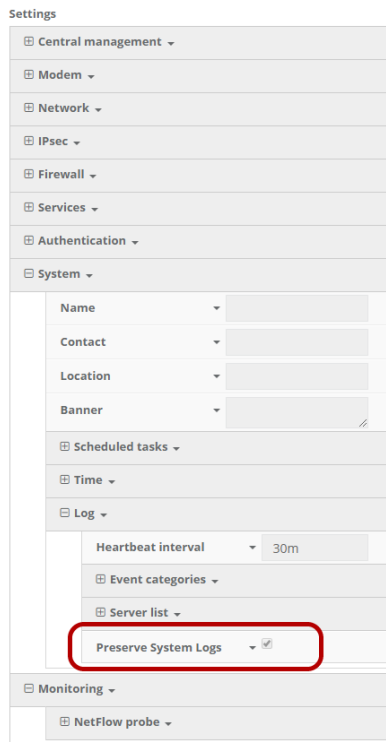 Settings
Central management
Modem
Network
IPsec
Firewall
Services
Authentication
System
Name
Contact
Location
Banner
Scheduled tasks
Time
Log
Heartbeat interval 30m
Event categories
Server list
Preserve System Logs
Monitoring
NetFlow probe